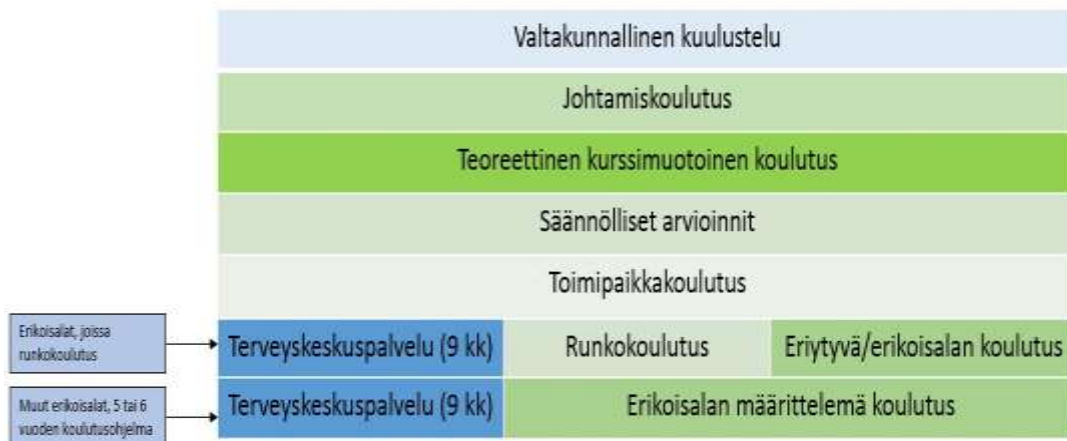 Valtakunnallinen kuulustelu
Johtamiskoulutus
Teoreettinen kurssimuotoinen koulutus
Säännölliset arvioinnit
Toimipaikkakoulutus
Erikoisalat, joissa
runkokoulutus
Terveyskeskuspalvelu (9 kk)
Runkokoulutus
Eriytyvä/erikoisalan koulutus
Muut erikoisalat, 5 tai 6
vuoden koulutusohjelma
Terveyskeskuspalvelu (9 kk)
Erikoisalan määrittelemä koulutus